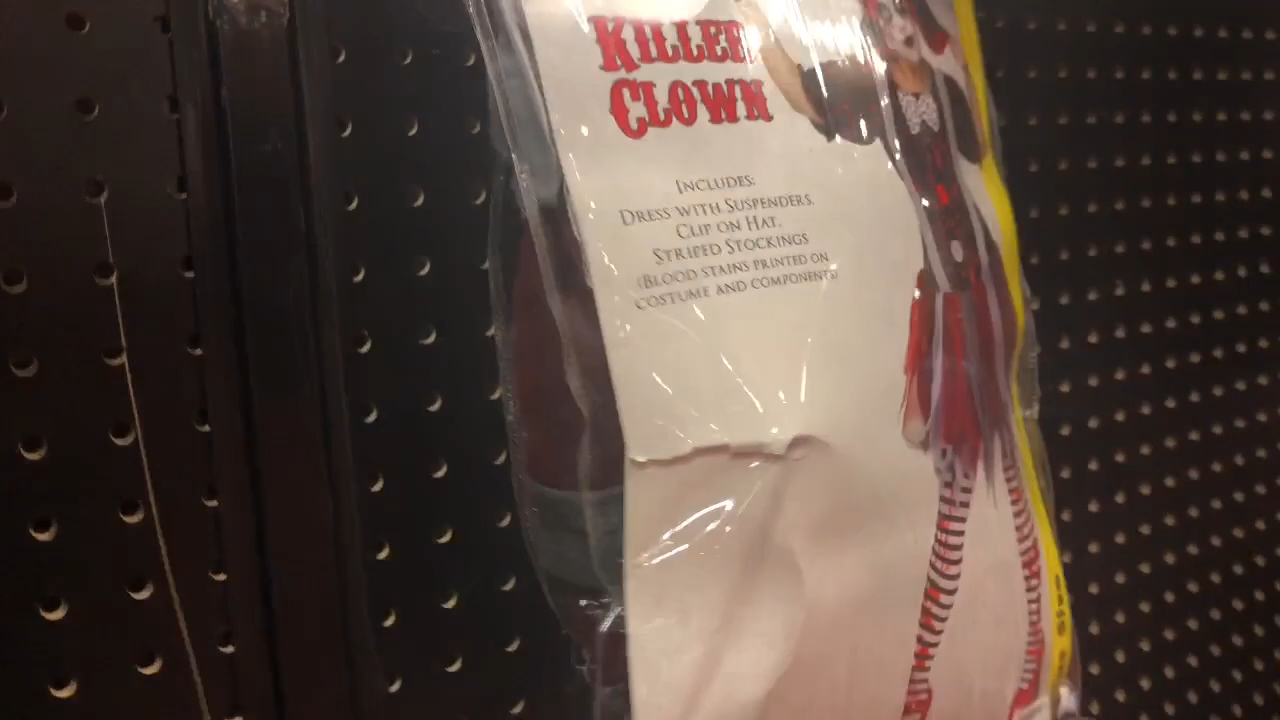 KILLER
CLOWN
INCLUDES:
DRESS WITH SUSPENDERS,
CLIP ON HAT,
STRIPED STOCKINGS
(BLOOD STAINS PRINTED ON
COSTUME AND COMPONENTS)